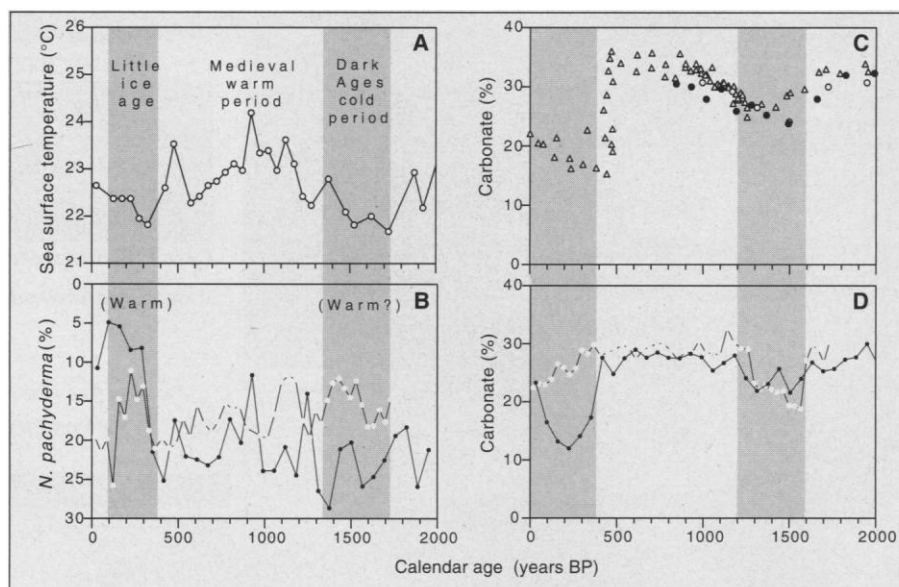 A
Sea surface temperature (°C)
26
25
24
23
22
21
Little
ice
age
Medieval
warm
period
Dark
Ages
cold
period
B
N. pachyderma (%)
0
5
10
15
20
25
30
(Warm)
(Warm?)
0
500
1000
1500
2000
C
Carbonate (%)
40
30
20
10
0
D
Carbonate (%)
40
30
20
10
0
0
500
1000
1500
2000
Calendar age (years BP)